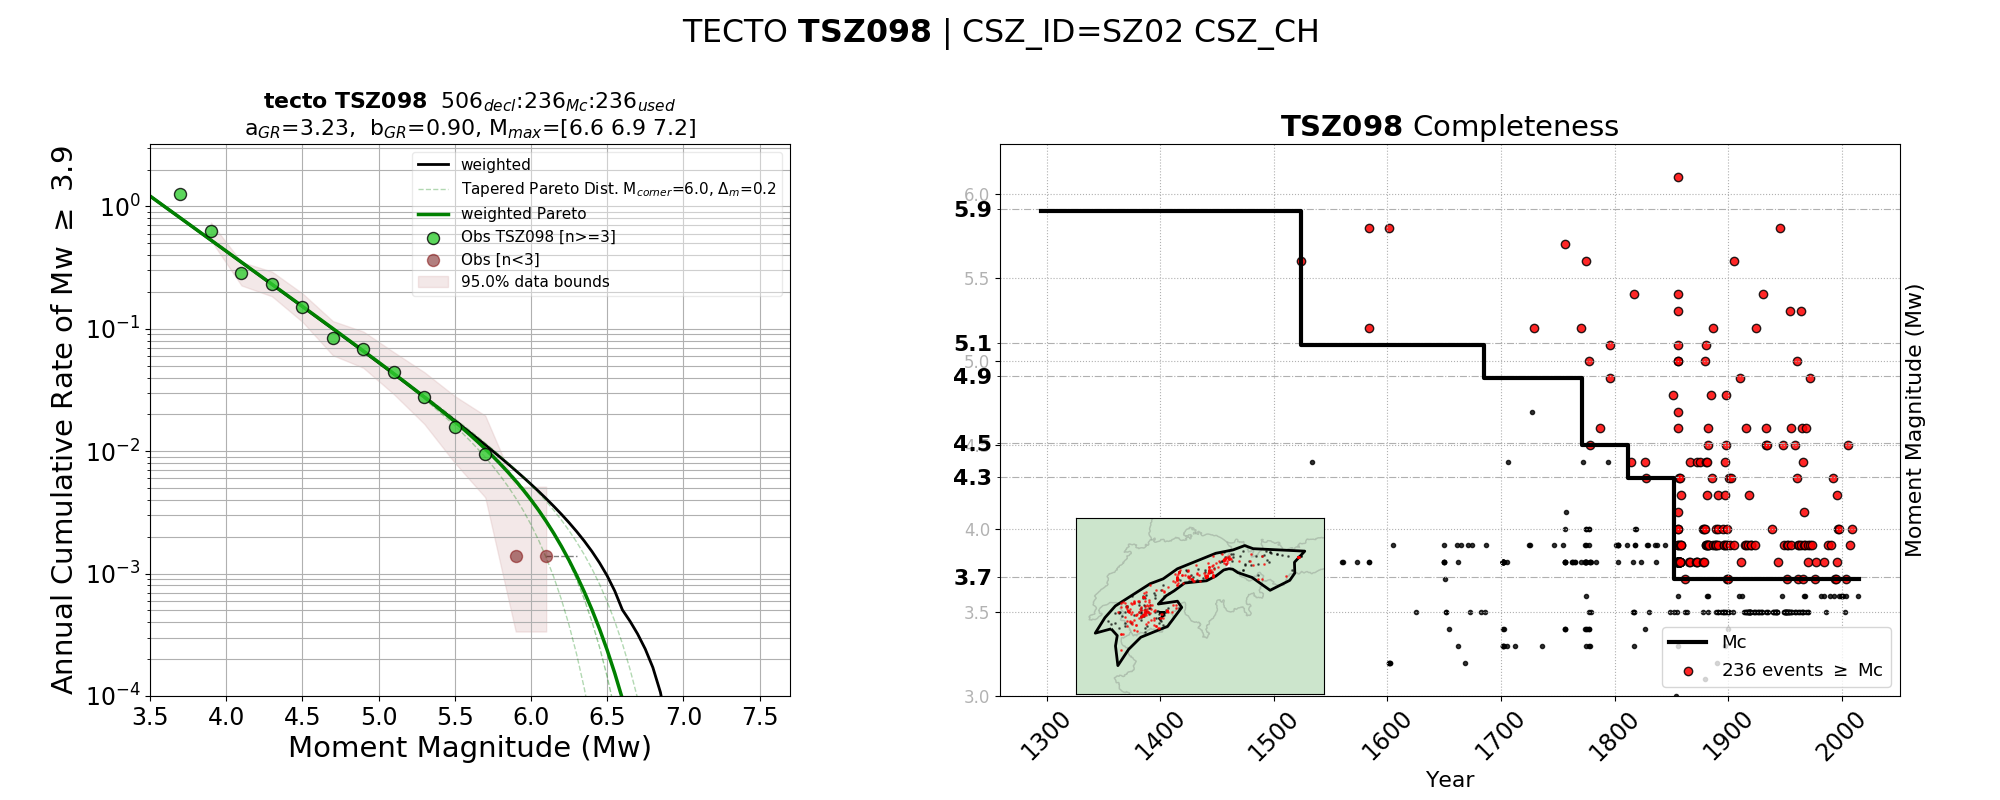 TECTO TSZ098 | CSZ_ID=SZ02 CSZ_CH
tecto TSZ098 506decl:236Mc:236used
aGR=3.23, bGR=0.90, Mmax=[6.6 6.9 7.2]
Annual Cumulative Rate of Mw ≥ 3.9
10^0
10^−1
10^−2
10^−3
10^−4
weighted
Tapered Pareto Dist. Mcorner=6.0, Δm=0.2
weighted Pareto
Obs TSZ098 [n>=3]
Obs [n<3]
95.0% data bounds
3.5 4.0 4.5 5.0 5.5 6.0 6.5 7.0 7.5
Moment Magnitude (Mw)
TSZ098 Completeness
6.0
5.9
5.5
5.1
5.0
4.9
4.5
4.3
4.0
3.7
3.5
3.0
Moment Magnitude (Mw)
Mc
236 events ≥ Mc
1300 1400 1500 1600 1700 1800 1900 2000
Year